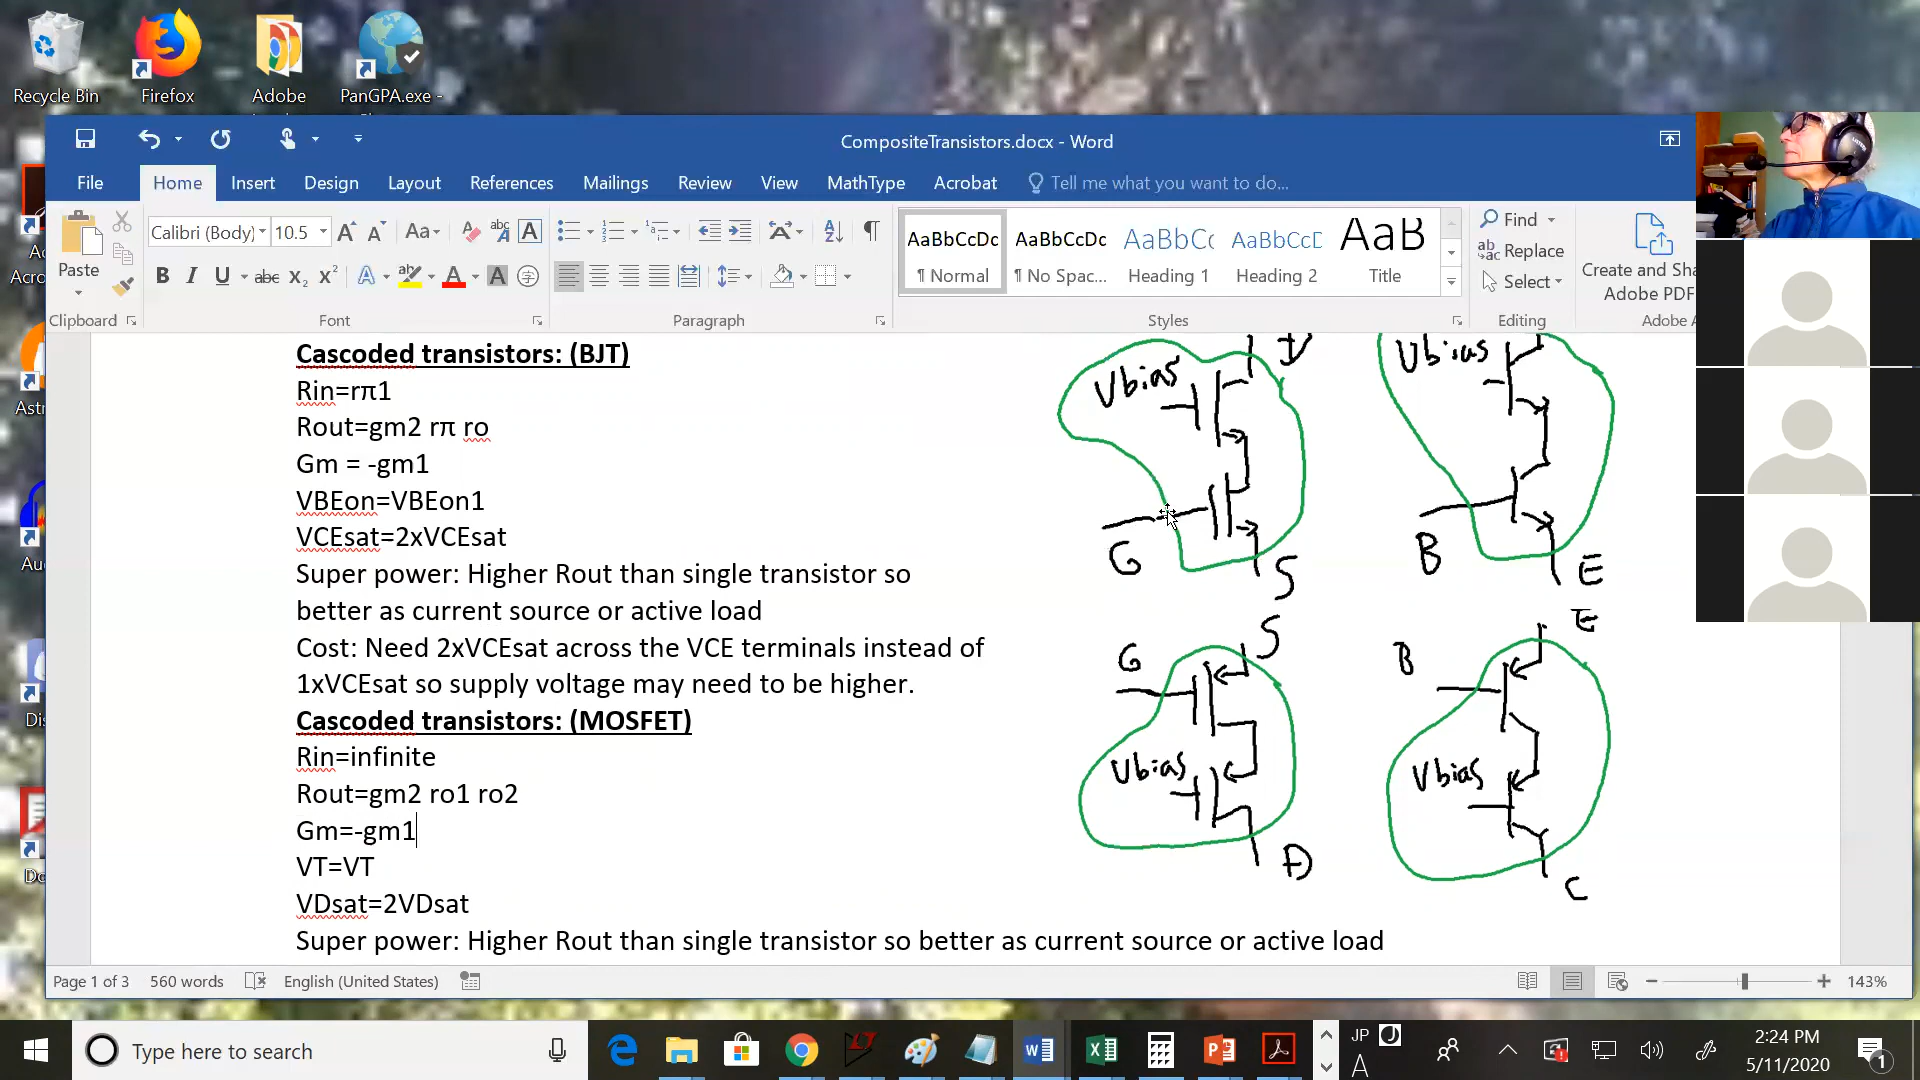 Recycle Bin
Firefox
Adobe
PanGPA.exe -
CompositeTransistors.docx - Word
File Home Insert Design Layout References Mailings Review View MathType Acrobat Tell me what you want to do...
Calibri (Body) 10.5
Paste
Clipboard
Font
Paragraph
AaBbCcDc AaBbCcDc AaBbCc AaBbCcD AaB
¶ Normal ¶ No Spac... Heading 1 Heading 2 Title
Styles
Find
Replace
Select
Editing
Create and Sha
Adobe PDF
Adobe A
Cascoded transistors: (BJT)
Rin=rπ1
Rout=gm2 rπ ro
Gm = -gm1
VBEon=VBEon1
VCEsat=2xVCEsat
Super power: Higher Rout than single transistor so
better as current source or active load
Cost: Need 2xVCEsat across the VCE terminals instead of
1xVCEsat so supply voltage may need to be higher.
Cascoded transistors: (MOSFET)
Rin=infinite
Rout=gm2 ro1 ro2
Gm=-gm1
VT=VT
VDsat=2VDsat
Super power: Higher Rout than single transistor so better as current source or active load
D
Vbias
G
S
Vbias
B
E
S
G
Vbias
D
E
B
Vbias
C
Page 1 of 3 560 words English (United States)
143%
Type here to search
JP
A
2:24 PM
5/11/2020
1